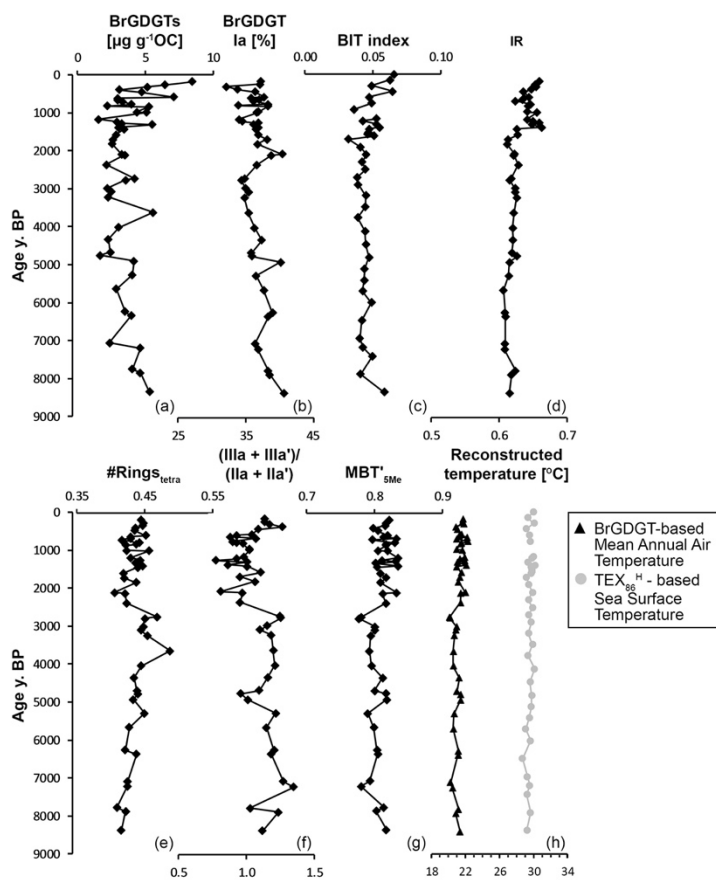 BrGDGTs
[µg g⁻¹OC]
0 5 10
BrGDGT
Ia [%]
BIT index
0.00 0.05 0.10
IR
Age y. BP
0
1000
2000
3000
4000
5000
6000
7000
8000
9000
(a)
(b)
(c)
(d)
25 35 45
0.5 0.6 0.7
#Rings_tetra
0.35 0.45 0.55
(IIIa + IIIa')/
(IIa + IIa')
MBT'_5Me
0.7 0.8 0.9
Reconstructed
temperature [°C]
Age y. BP
0
1000
2000
3000
4000
5000
6000
7000
8000
9000
(e)
(f)
(g)
(h)
0.5 1.0 1.5
18 22 26 30 34
BrGDGT-based
Mean Annual Air
Temperature
TEX₈₆ᴴ - based
Sea Surface
Temperature